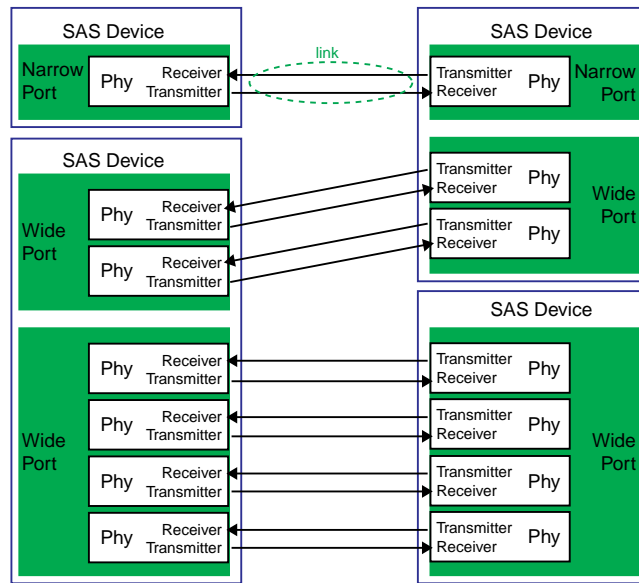 SAS Device
Narrow
Port
Phy
Receiver
Transmitter
link
SAS Device
Transmitter
Receiver
Phy
Narrow
Port
SAS Device
Wide
Port
Phy
Receiver
Transmitter
Phy
Receiver
Transmitter
Transmitter
Receiver
Phy
Transmitter
Receiver
Phy
Wide
Port
Wide
Port
Phy
Receiver
Transmitter
Phy
Receiver
Transmitter
Phy
Receiver
Transmitter
Phy
Receiver
Transmitter
SAS Device
Transmitter
Receiver
Phy
Transmitter
Receiver
Phy
Transmitter
Receiver
Phy
Transmitter
Receiver
Phy
Wide
Port